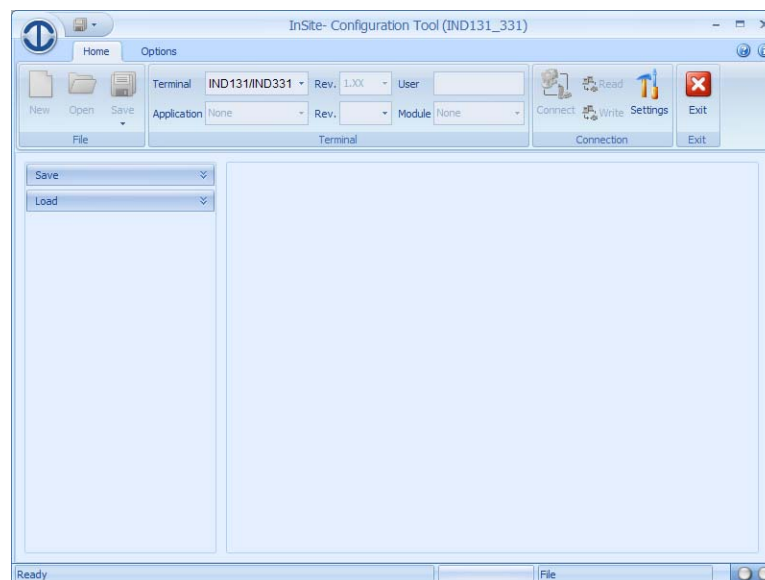 InSite- Configuration Tool (IND131_331)
Home Options
Terminal IND131/IND331 Rev. 1.XX User
Application None Rev. Module None
New Open Save Connect Read Write Settings Exit
File Terminal Connection Exit
Save
Load
Ready File